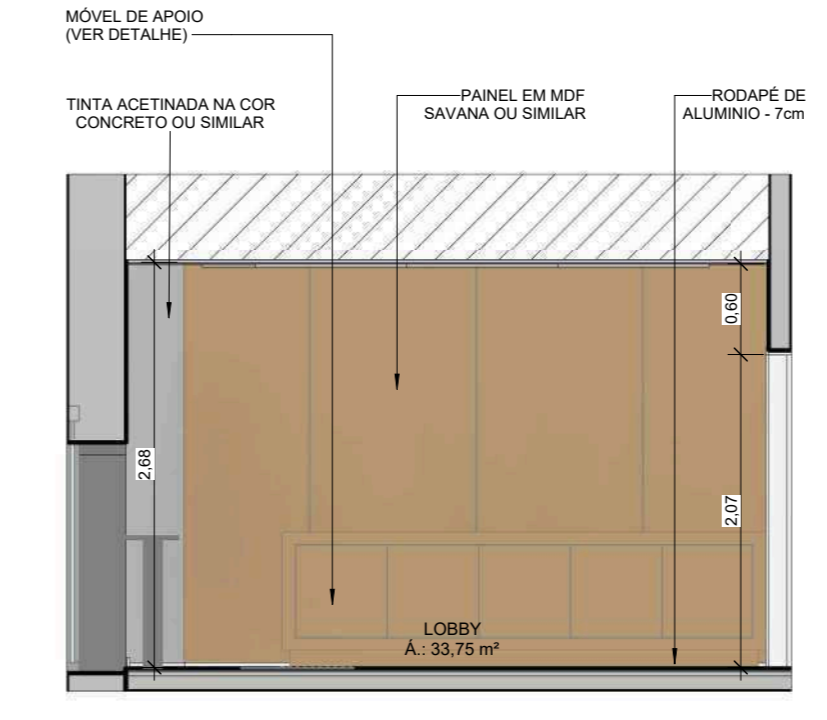 MÓVEL DE APOIO
(VER DETALHE)
TINTA ACETINADA NA COR
CONCRETO OU SIMILAR
PAINEL EM MDF
SAVANA OU SIMILAR
RODAPÉ DE
ALUMINIO - 7cm
0,60
2,68
2,07
LOBBY
Á.: 33,75 m²